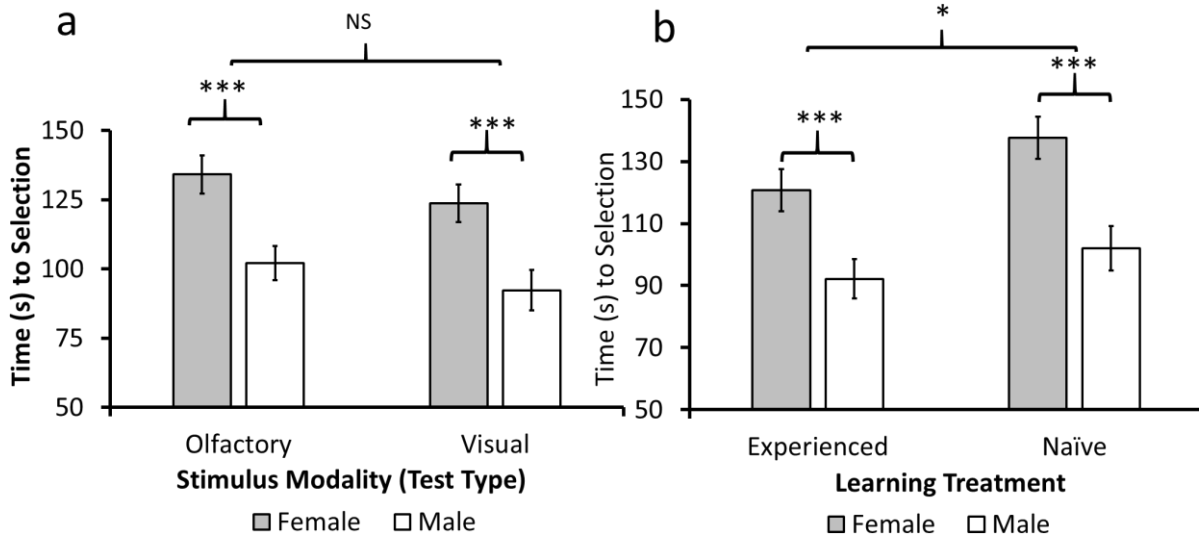 a
NS
***
***
150
125
100
75
50
Time (s) to Selection
Olfactory
Visual
Stimulus Modality (Test Type)
Female
Male
b
*
***
***
150
130
110
90
70
50
Time (s) to Selection
Experienced
Naïve
Learning Treatment
Female
Male